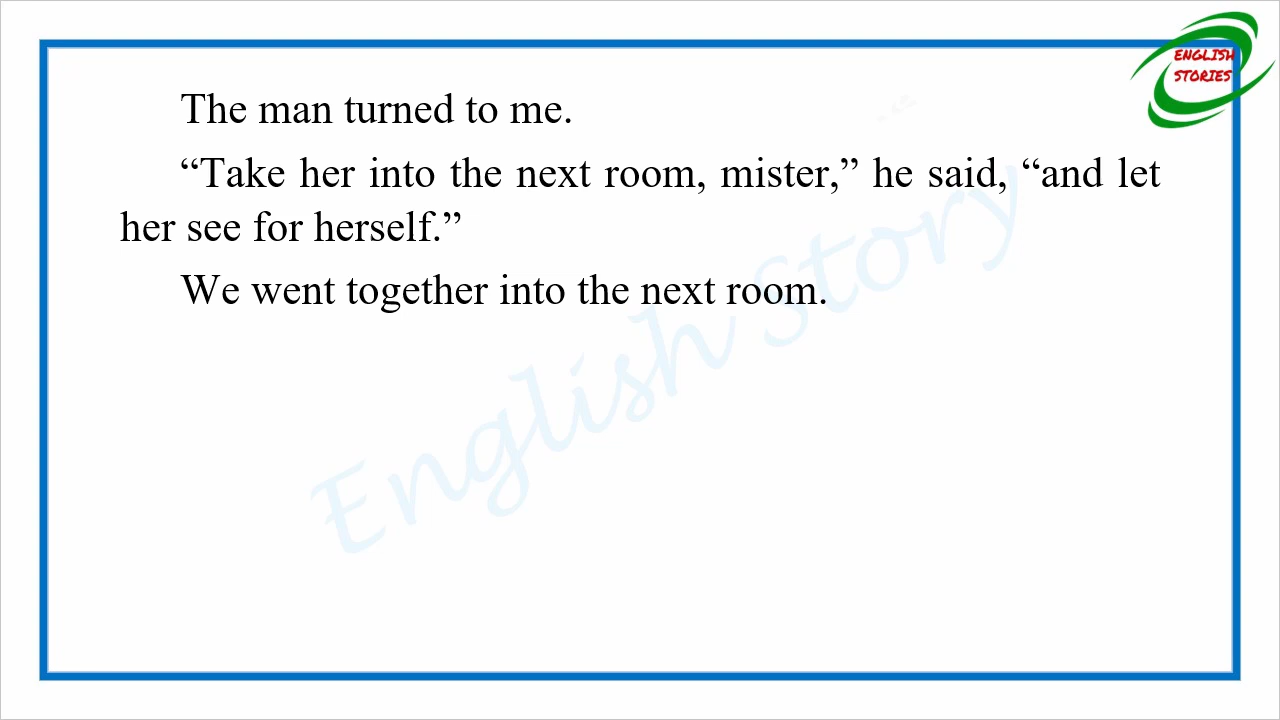 ENGLISH
STORIES
The man turned to me.
“Take her into the next room, mister,” he said, “and let
her see for herself.”
We went together into the next room.
English Story